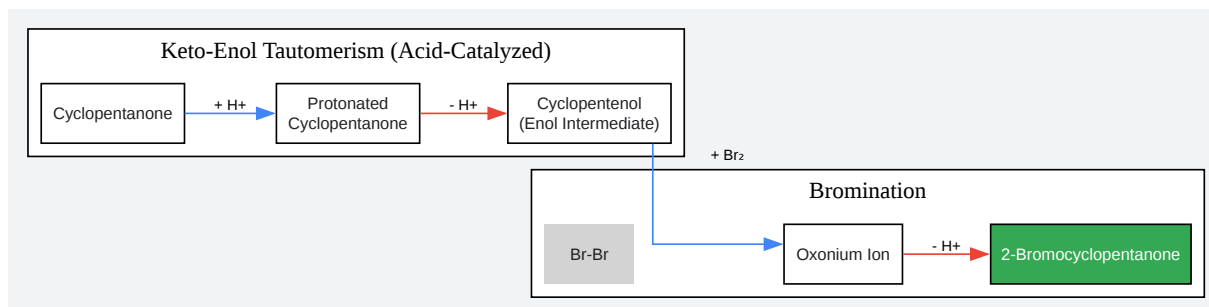 Keto-Enol Tautomerism (Acid-Catalyzed)
Cyclopentanone
+ H+
Protonated
Cyclopentanone
- H+
Cyclopentenol
(Enol Intermediate)
+ Br₂
Bromination
Br-Br
Oxonium Ion
- H+
2-Bromocyclopentanone